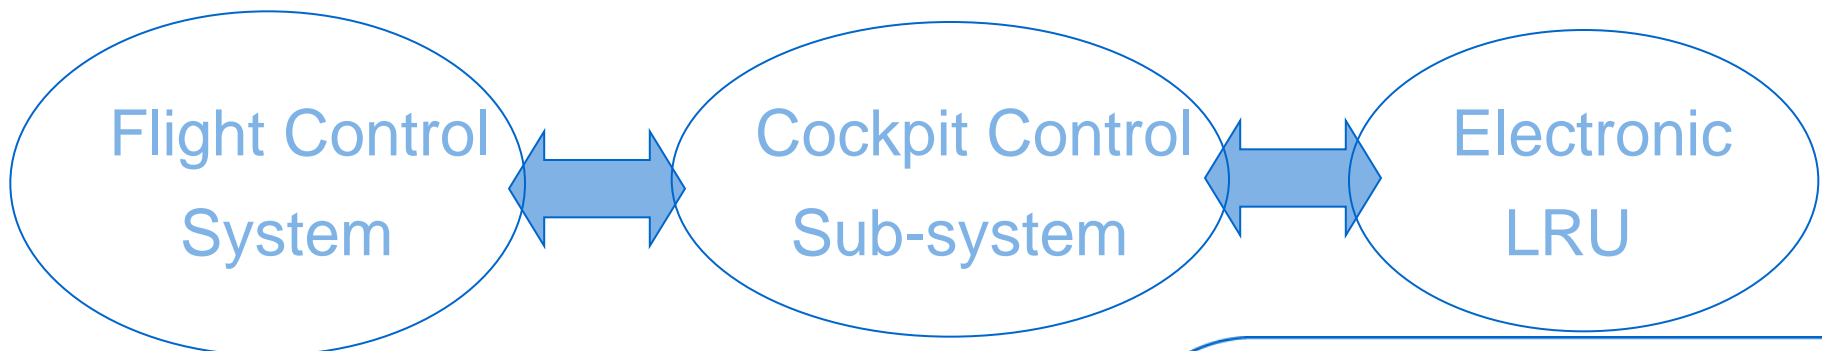 Flight Control
System
Cockpit Control
Sub-system
Electronic
LRU